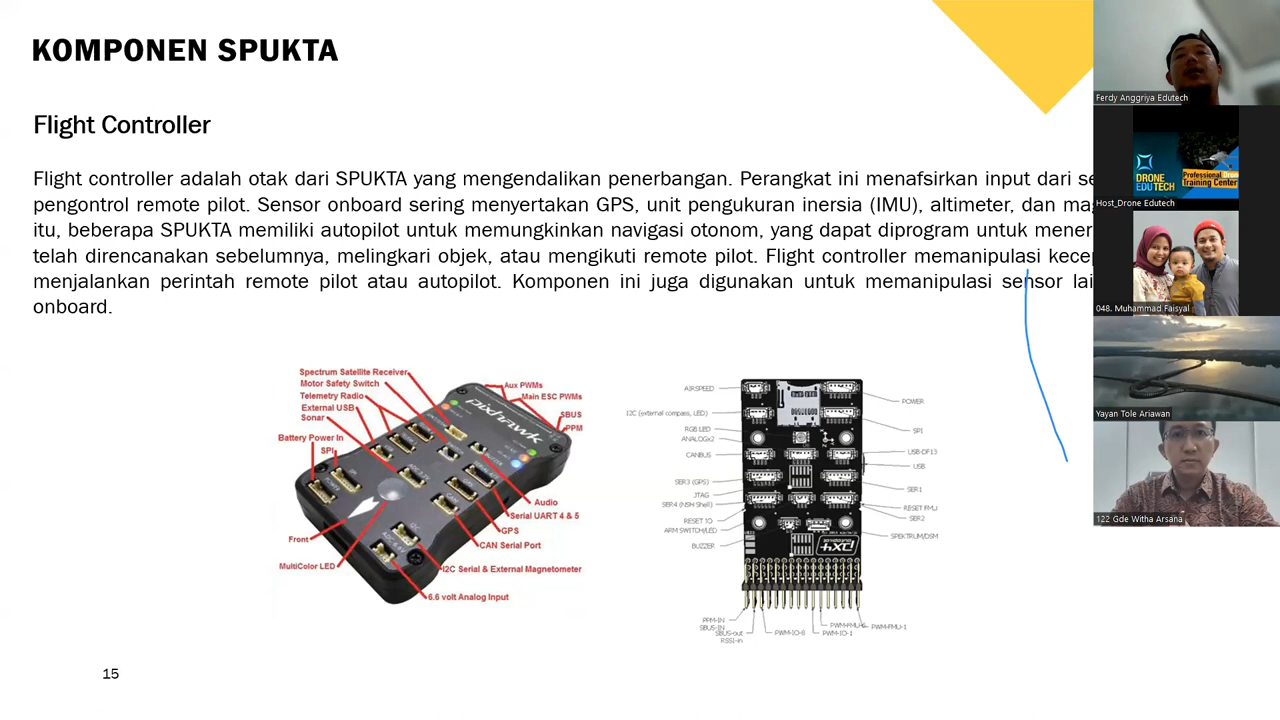 KOMPONEN SPUKTA
Flight Controller
Flight controller adalah otak dari SPUKTA yang mengendalikan penerbangan. Perangkat ini menafsirkan input dari se
pengontrol remote pilot. Sensor onboard sering menyertakan GPS, unit pengukuran inersia (IMU), altimeter, dan ma
itu, beberapa SPUKTA memiliki autopilot untuk memungkinkan navigasi otonom, yang dapat diprogram untuk mener
telah direncanakan sebelumnya, melingkari objek, atau mengikuti remote pilot. Flight controller memanipulasi kece
menjalankan perintah remote pilot atau autopilot. Komponen ini juga digunakan untuk memanipulasi sensor lai
onboard.
Spectrum Satellite Receiver
Motor Safety Switch
Telemetry Radio
External USB
Sonar
Battery Power In
SPI
Front
MultiColor LED
Aux PWMs
Main ESC PWMs
SBUS
PPM
Audio
Serial UART 4 & 5
GPS
CAN Serial Port
I2C Serial & External Magnetometer
6.6 volt Analog Input
pixhawk
AIRSPEED
I2C (external compass, LED)
RGB LED
ANALOGx2
CANBUS
SER3 (GPS)
JTAG
SER4 (NSH Shell)
RESET IO
ARM SWITCH/LED
BUZZER
POWER
SPI
USB-DF13
USB
SER1
RESET FMU
SER2
SPEKTRUM/DSM
PX4
autopilot
PPM-IN
SBUS-IN
SBUS-out
RSSI-in
PWM-IO-8
PWM-IO-1
PWM-FMU-6
PWM-FMU-1
15
Ferdy Anggriya Edutech
DRONE
EDUTECH
Professional Drone
Training Center
Host_Drone Edutech
048. Muhammad Faisyal
Yayan Tole Ariawan
122 Gde Witha Arsana